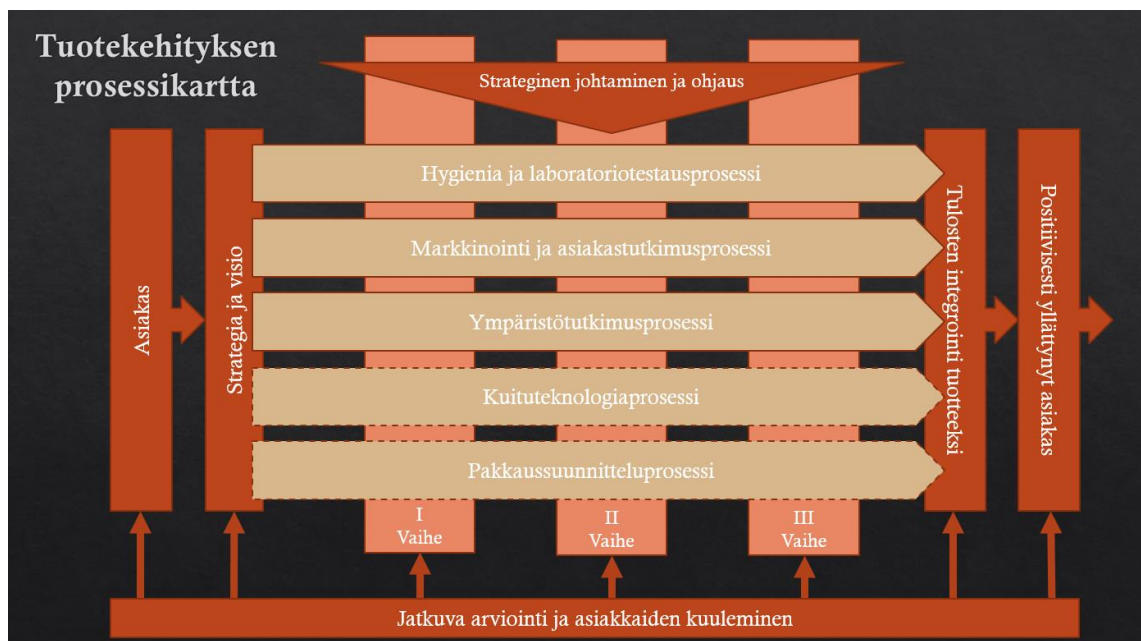 Tuotekehityksen
prosessikartta
Strateginen johtaminen ja ohjaus
Asiakas
Strategia ja visio
Hygienia ja laboratoriotestausprosessi
Markkinointi ja asiakastutkimusprosessi
Ympäristötutkimusprosessi
Kuituteknologiaprosessi
Pakkaussuunnitteluprosessi
Tulosten integrointi tuotteeksi
Positiivisesti yllättynyt asiakas
I
Vaihe
II
Vaihe
III
Vaihe
Jatkuva arviointi ja asiakkaiden kuuleminen